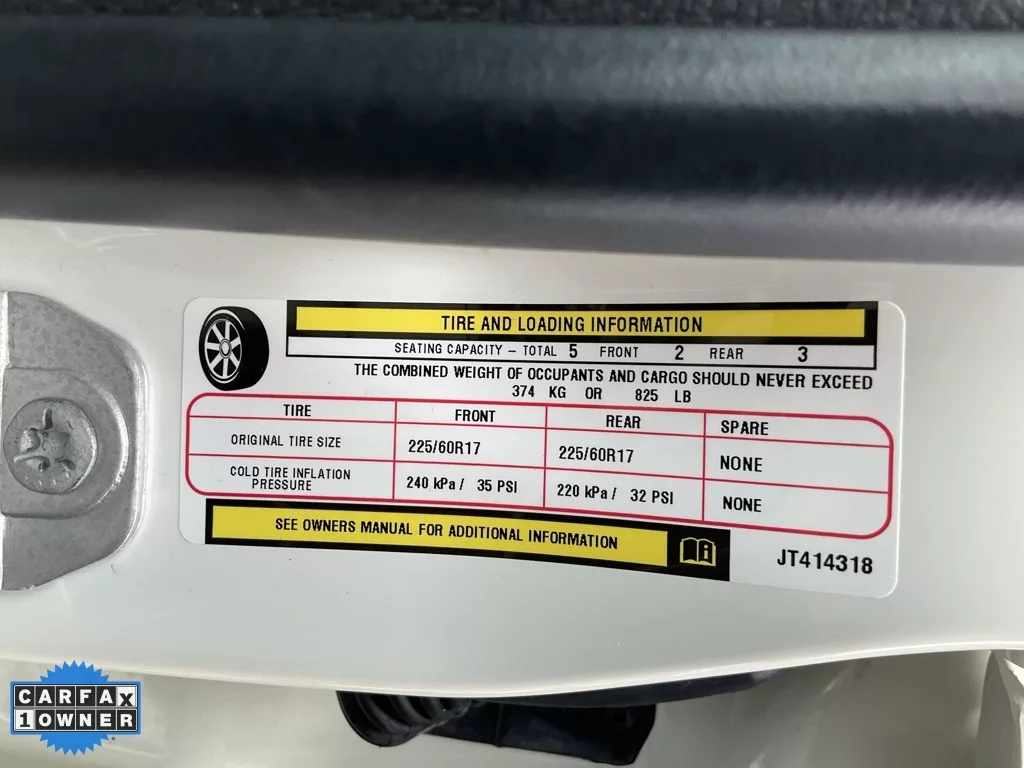 TIRE AND LOADING INFORMATION
SEATING CAPACITY – TOTAL 5 FRONT 2 REAR 3
THE COMBINED WEIGHT OF OCCUPANTS AND CARGO SHOULD NEVER EXCEED
374 KG OR 825 LB
TIRE FRONT REAR SPARE
ORIGINAL TIRE SIZE 225/60R17 225/60R17 NONE
COLD TIRE INFLATION
PRESSURE 240 kPa / 35 PSI 220 kPa / 32 PSI NONE
SEE OWNERS MANUAL FOR ADDITIONAL INFORMATION
JT414318
CARFAX
1 OWNER